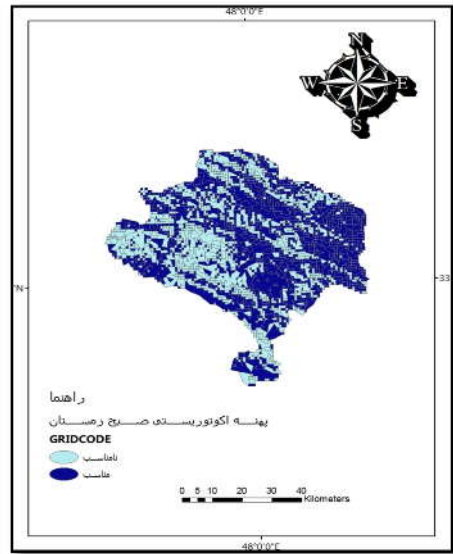 48°0'0"E
N
W E
S
33
°N
راهنما
پهنه اکوتوریستی صبح زمستان
GRIDCODE
نامناسب
مناسب
0 5 10 20 30 40
Kilometers
48°0'0"E